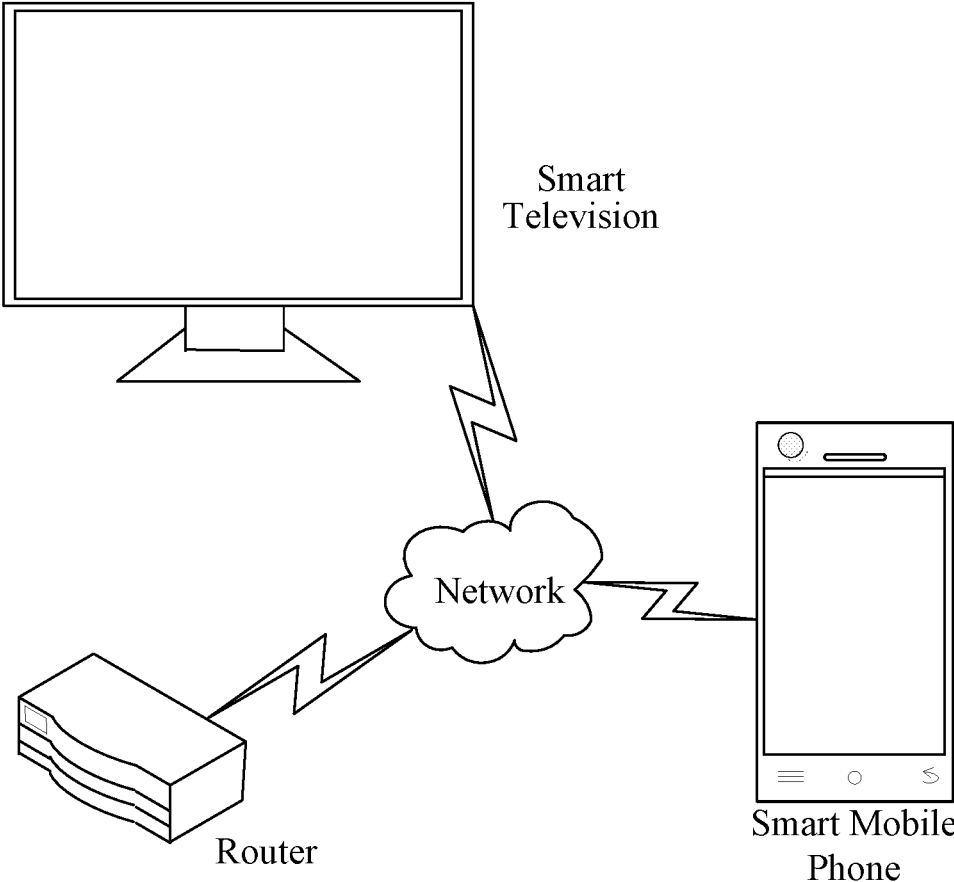 Smart
Television
Network
Router
Smart Mobile
Phone